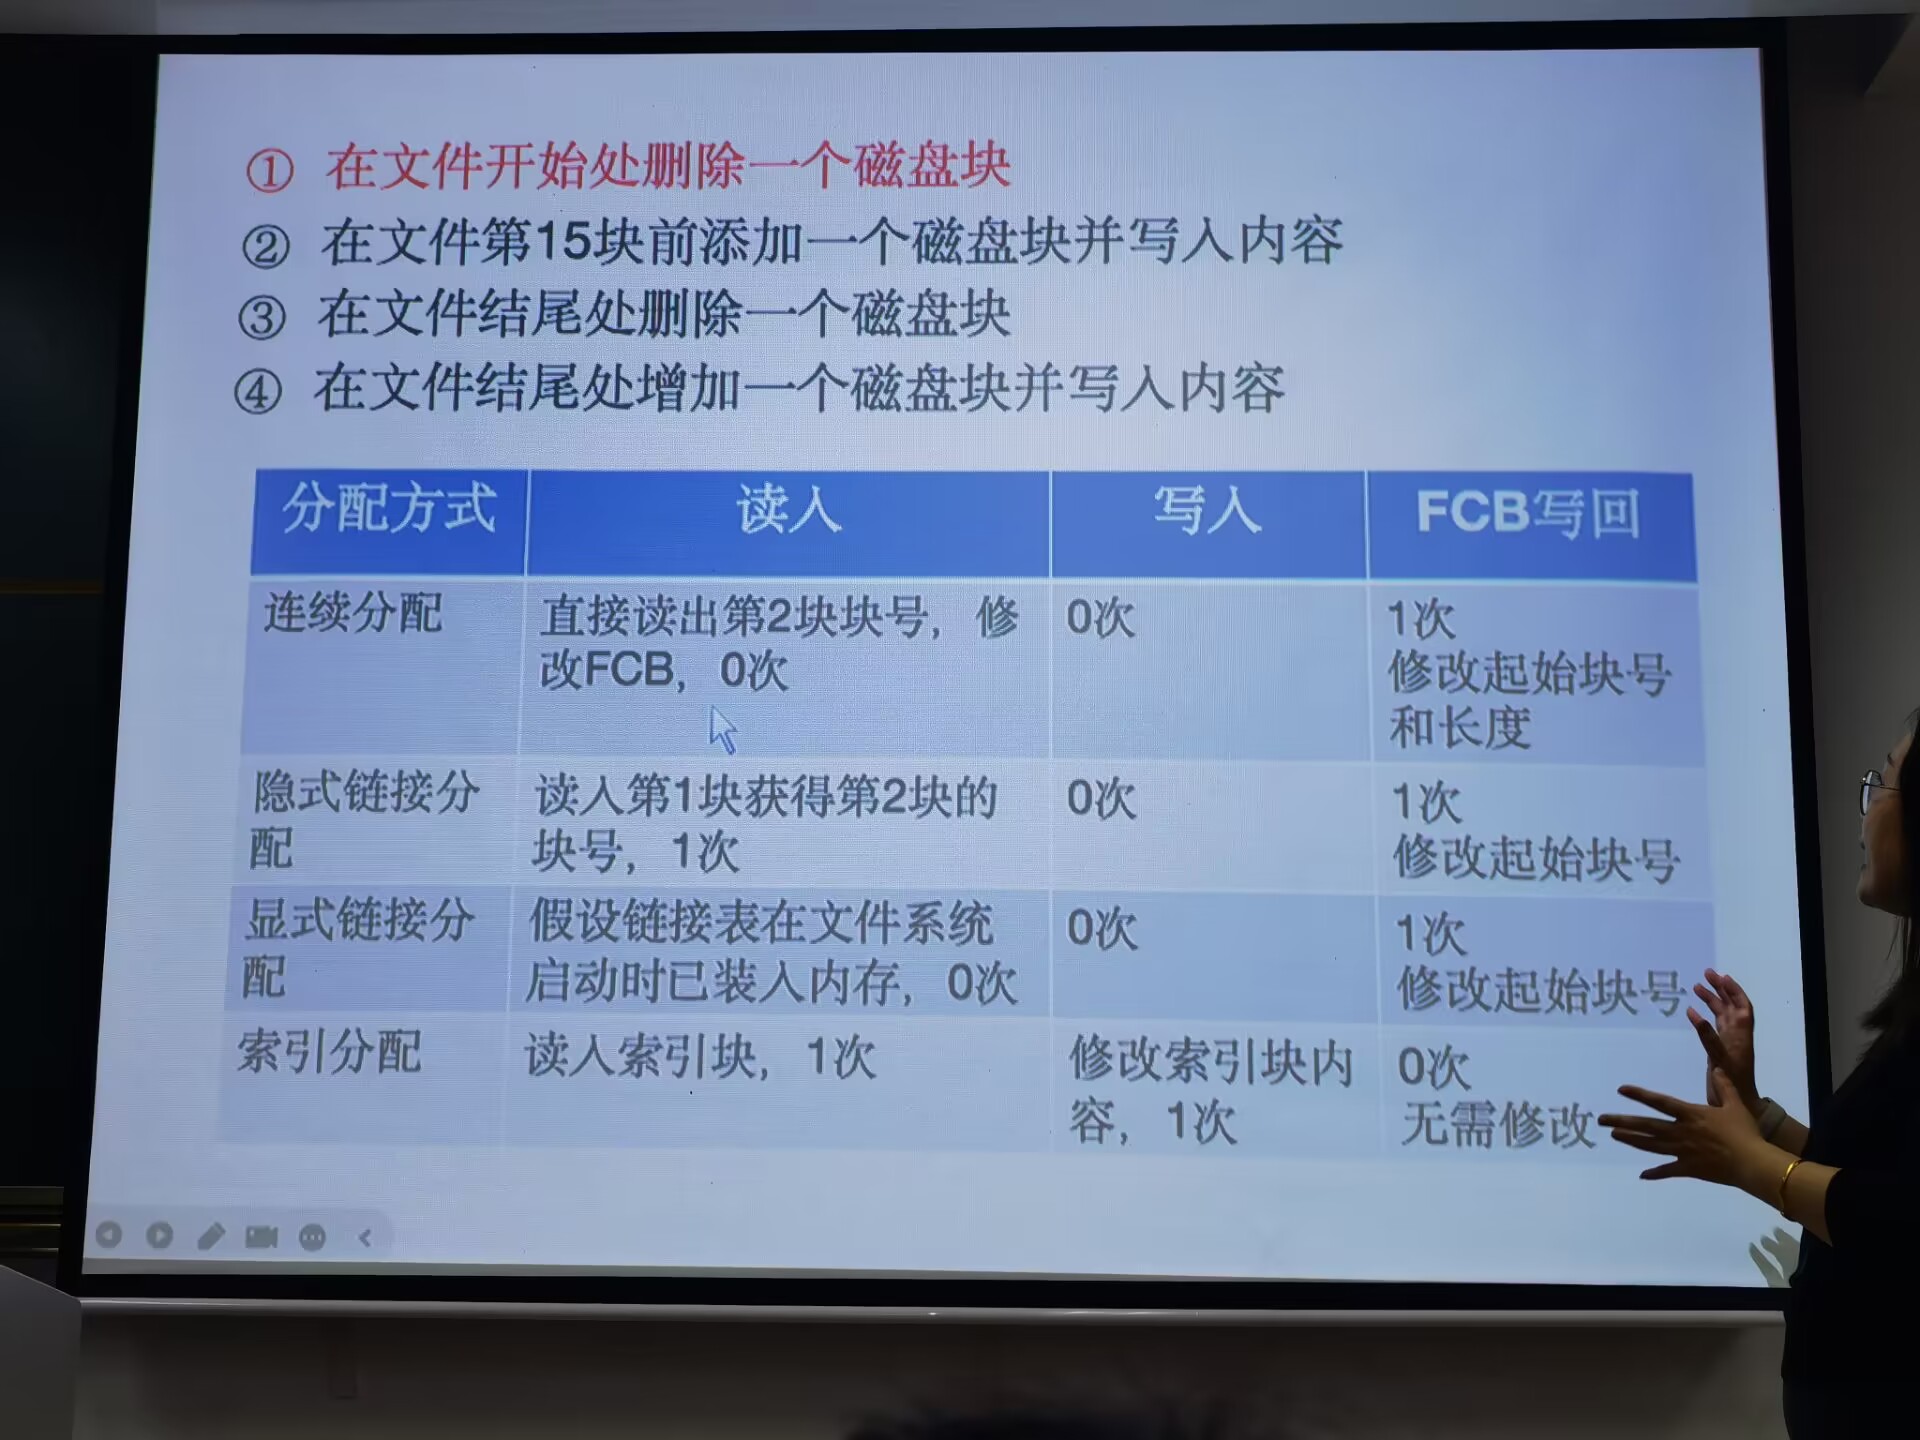 ① 在文件开始处删除一个磁盘块
② 在文件第15块前添加一个磁盘块并写入内容
③ 在文件结尾处删除一个磁盘块
④ 在文件结尾处增加一个磁盘块并写入内容
分配方式 读入 写入 FCB写回
连续分配
直接读出第2块块号，修
改FCB，0次
0次
1次
修改起始块号
和长度
隐式链接分
配
读入第1块获得第2块的
块号，1次
0次
1次
修改起始块号
显式链接分
配
假设链接表在文件系统
启动时已装入内存，0次
0次
1次
修改起始块号
索引分配
读入索引块，1次
修改索引块内
容，1次
0次
无需修改